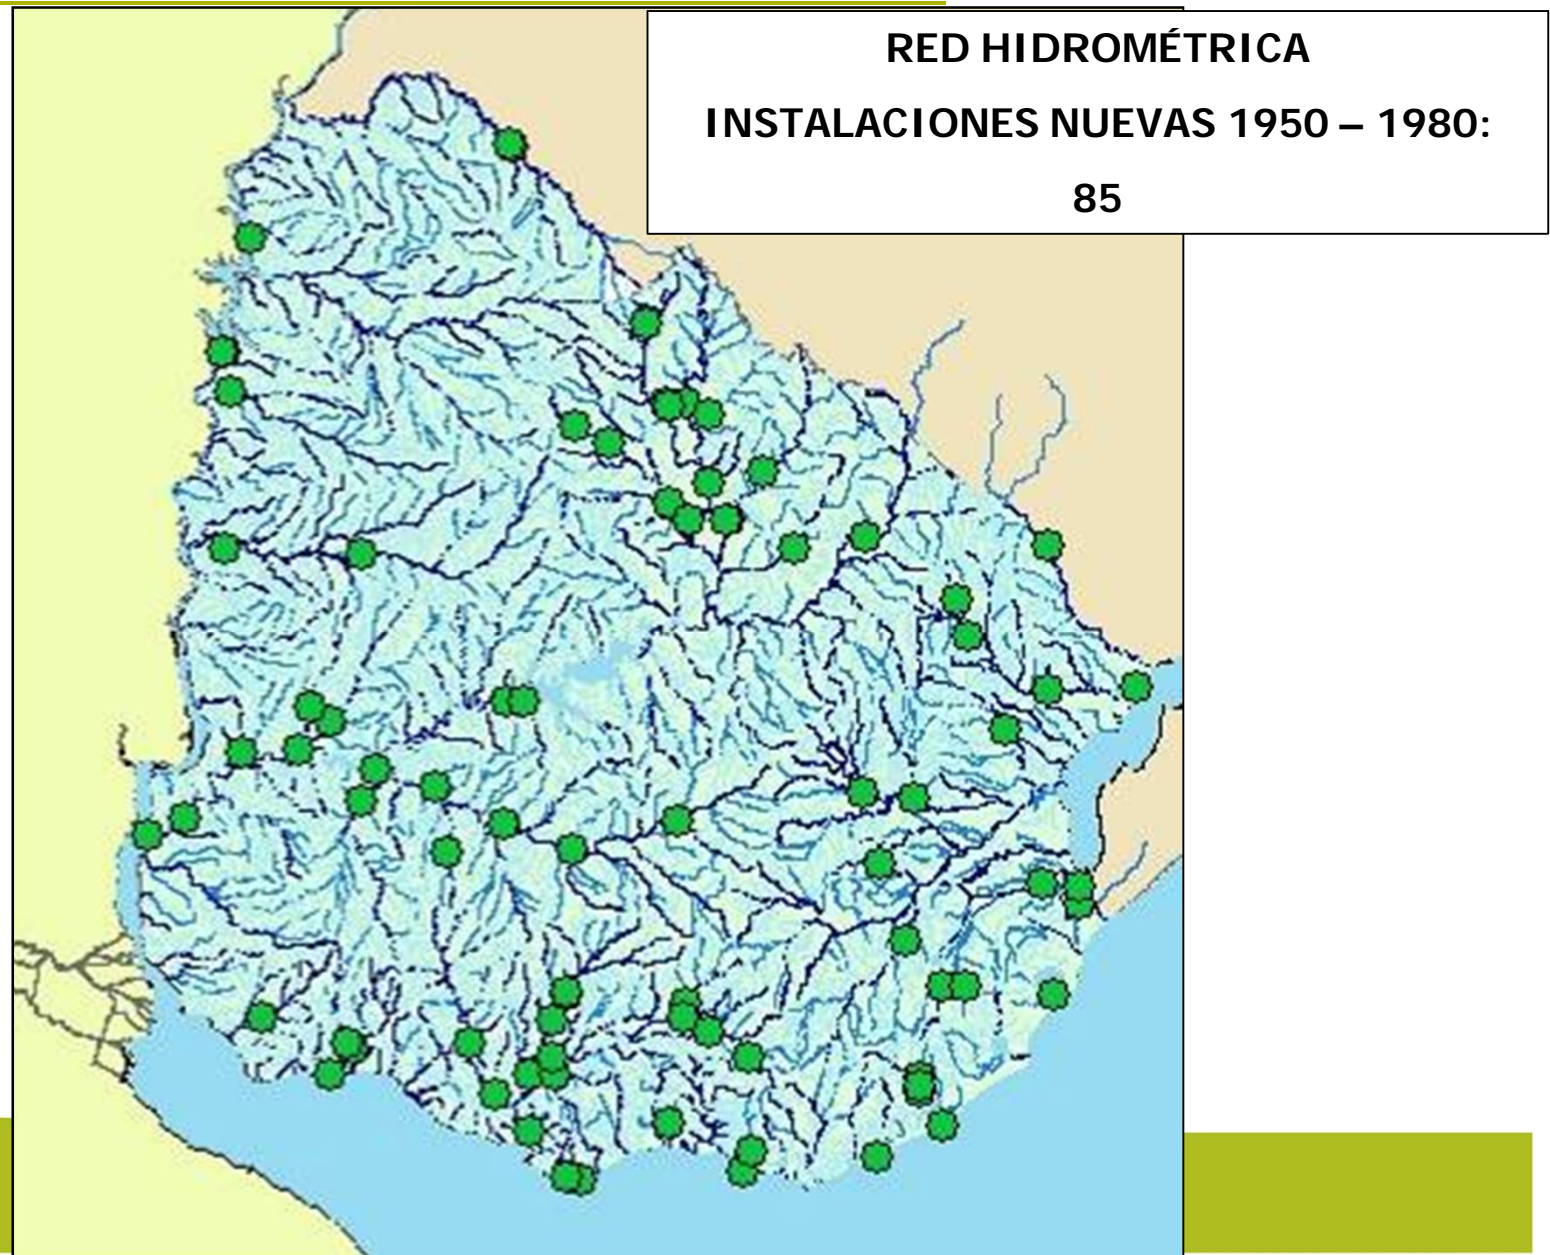 RED HIDROMÉTRICA
INSTALACIONES NUEVAS 1950 – 1980:
85